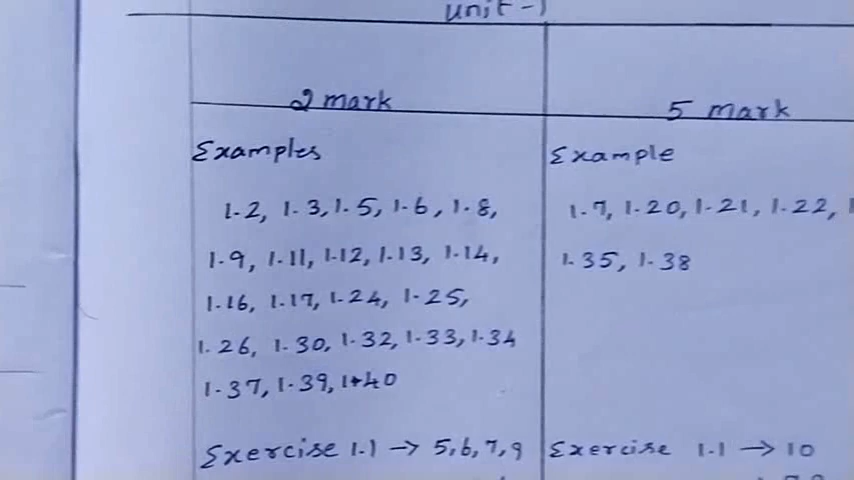 unit-1
2 mark
5 mark
Examples
Example
1.2, 1.3, 1.5, 1.6, 1.8,
1.7, 1.20, 1.21, 1.22,
1.9, 1.11, 1.12, 1.13, 1.14,
1.35, 1.38
1.16, 1.17, 1.24, 1.25,
1.26, 1.30, 1.32, 1.33, 1.34
1.37, 1.39, 1.40
Exercise 1.1 → 5,6,7,9
Exercise 1.1 → 10